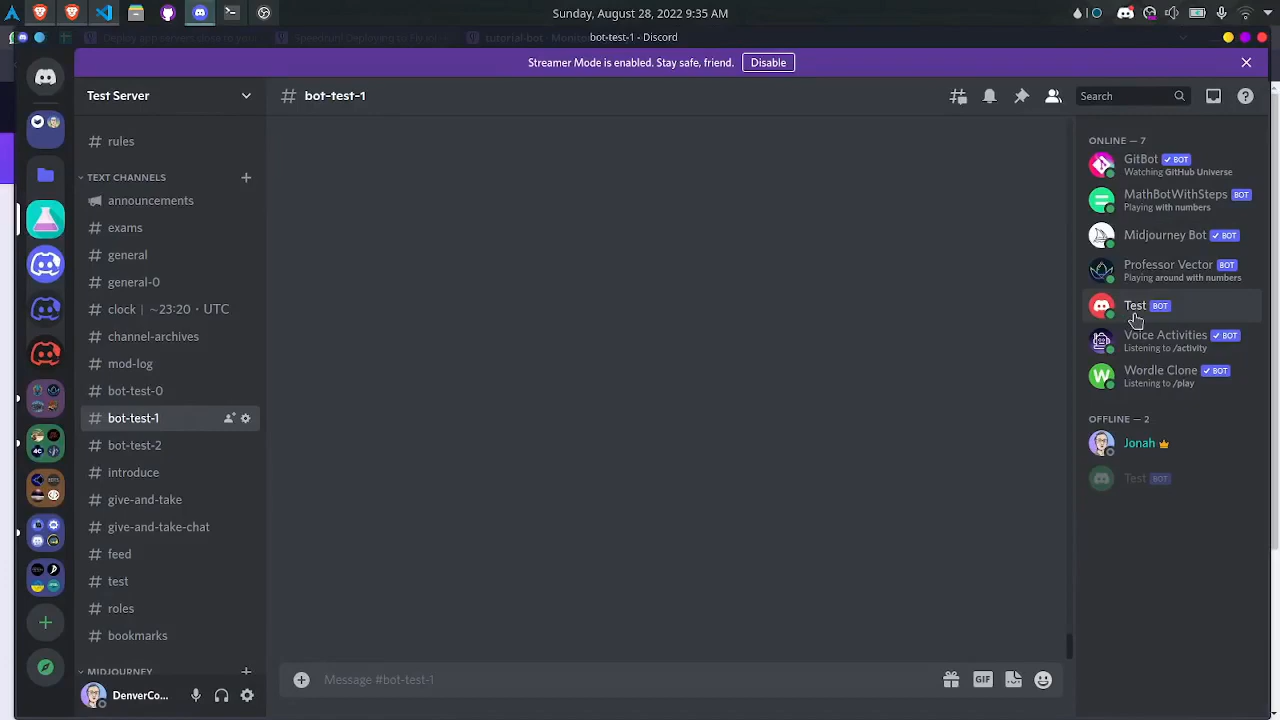 Sunday, August 28, 2022 9:35 AM
bot-test-1 - Discord
Streamer Mode is enabled. Stay safe, friend. Disable
Test Server
# bot-test-1
Search
# rules
TEXT CHANNELS
announcements
# exams
# general
# general-0
# clock | ~23:20 · UTC
# channel-archives
# mod-log
# bot-test-0
# bot-test-1
# bot-test-2
# introduce
# give-and-take
# give-and-take-chat
# feed
# test
# roles
# bookmarks
MIDJOURNEY
DenverCo...
Message #bot-test-1
GIF
ONLINE — 7
GitBot ✓ BOT
Watching GitHub Universe
MathBotWithSteps BOT
Playing with numbers
Midjourney Bot ✓ BOT
Professor Vector BOT
Playing around with numbers
Test BOT
Voice Activities ✓ BOT
Listening to /activity
W
Wordle Clone ✓ BOT
Listening to /play
OFFLINE — 2
Jonah
Test BOT